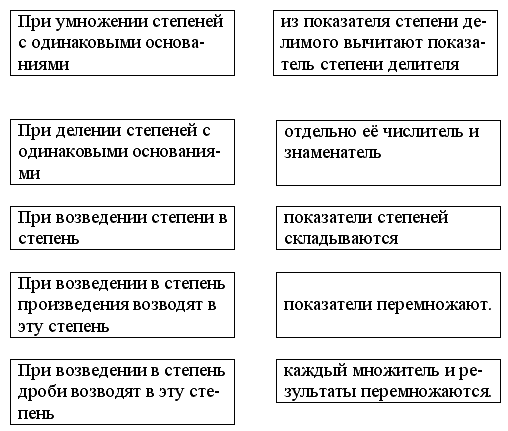 При умножении степеней
с одинаковыми основа-
ниями
из показателя степени де-
лимого вычитают показа-
тель степени делителя
При делении степеней с
одинаковыми основания-
ми
отдельно её числитель и
знаменатель
При возведении степени в
степень
показатели степеней
складываются
При возведении в степень
произведения возводят в
эту степень
показатели перемножают.
При возведении в степень
дроби возводят в эту сте-
пень
каждый множитель и ре-
зультаты перемножаются.